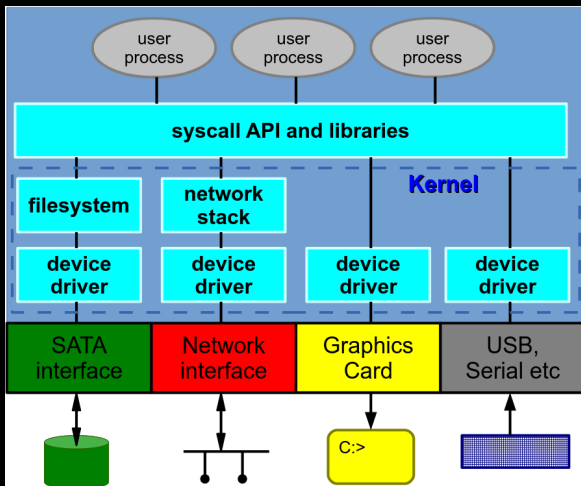 user
process
user
process
user
process
syscall API and libraries
Kernel
filesystem
network
stack
device
driver
device
driver
device
driver
device
driver
SATA
interface
Network
interface
Graphics
Card
USB,
Serial etc
C:>